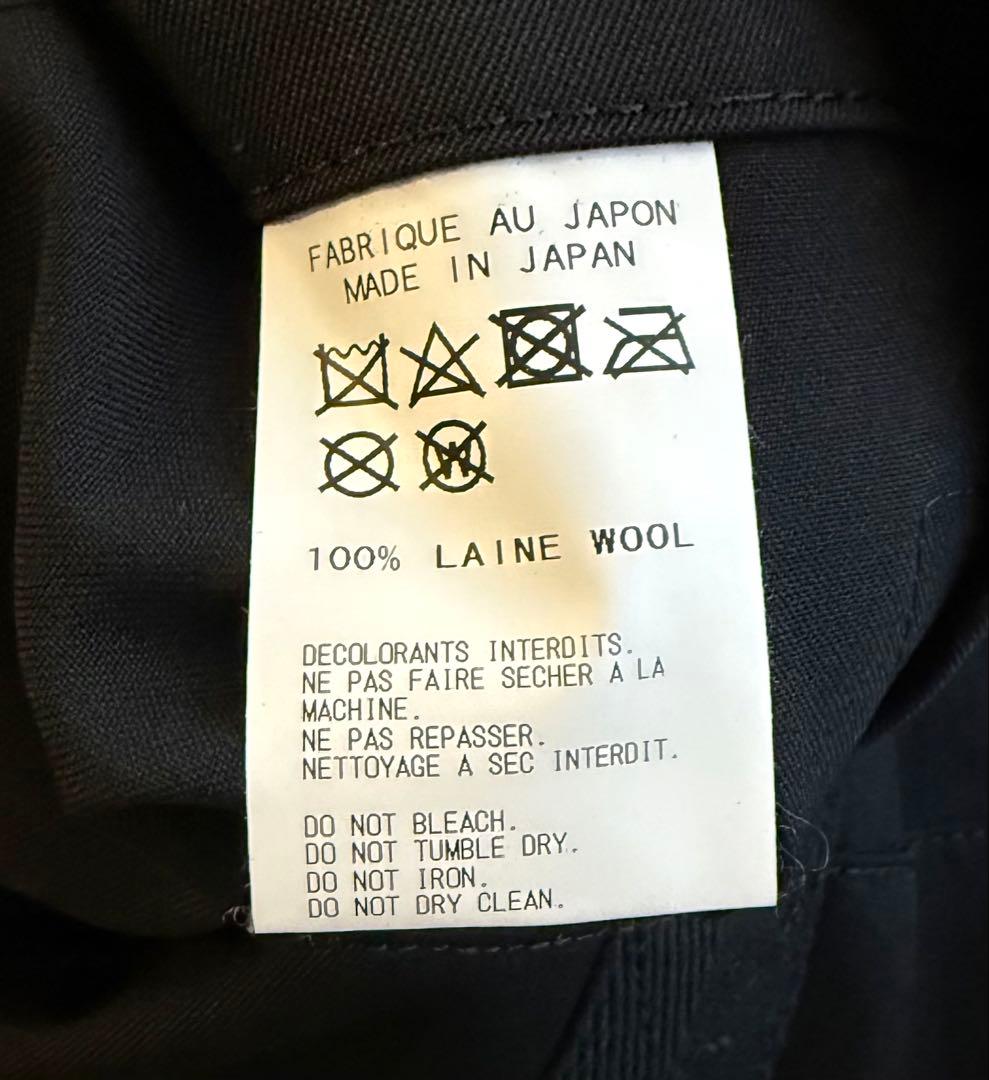 FABRIQUE AU JAPON
MADE IN JAPAN
W
100% LAINE WOOL
DECOLORANTS INTERDITS.
NE PAS FAIRE SECHER A LA
MACHINE.
NE PAS REPASSER.
NETTOYAGE A SEC INTERDIT.
DO NOT BLEACH.
DO NOT TUMBLE DRY.
DO NOT IRON.
DO NOT DRY CLEAN.